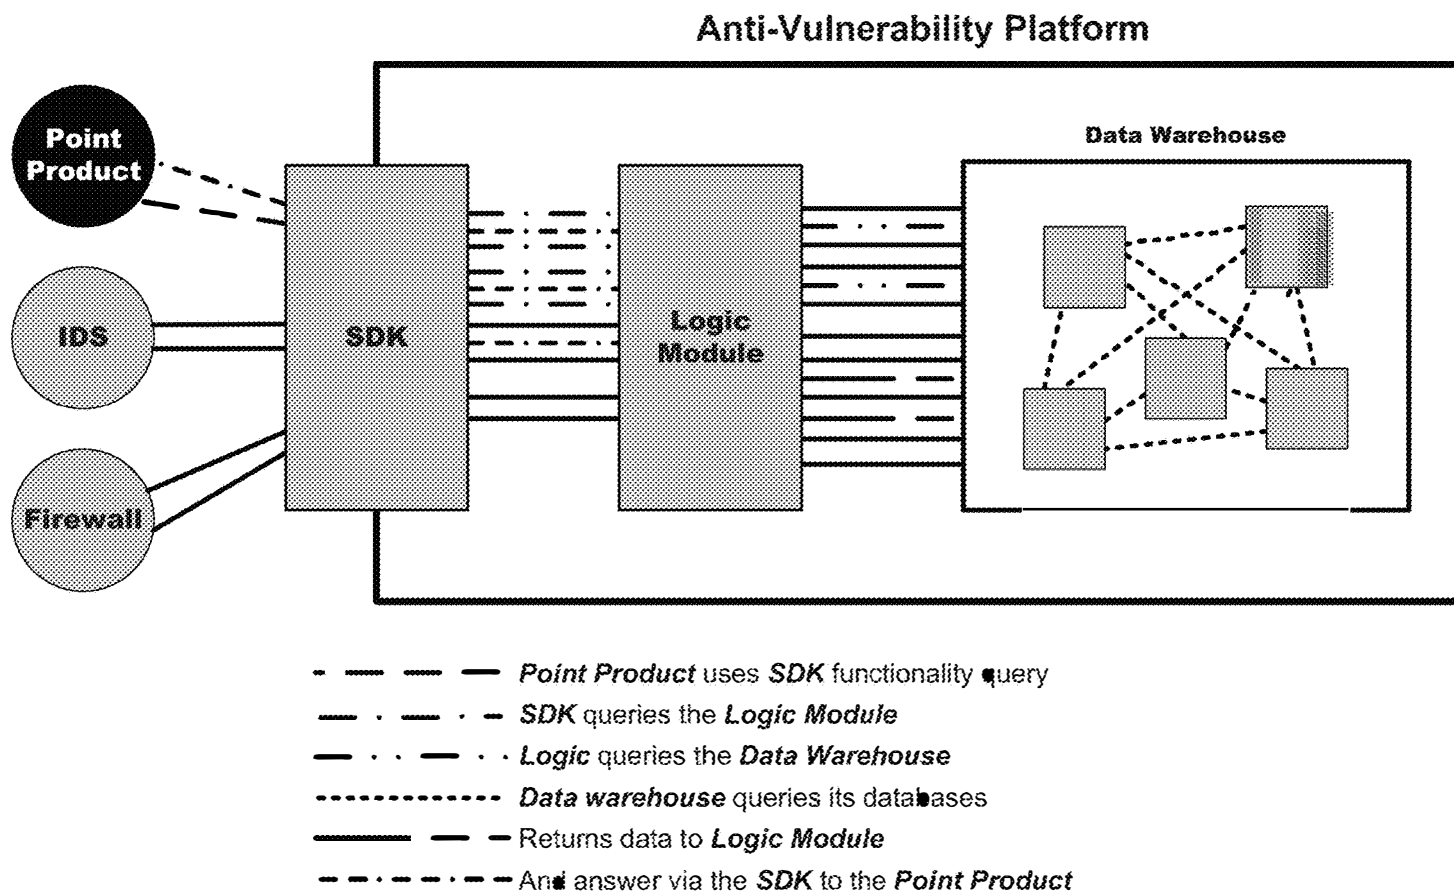 Anti-Vulnerability Platform
Data Warehouse
Point
Product
IDS
Firewall
SDK
Logic
Module
Point Product uses SDK functionality query
SDK queries the Logic Module
Logic queries the Data Warehouse
Data warehouse queries its databases
Returns data to Logic Module
And answer via the SDK to the Point Product